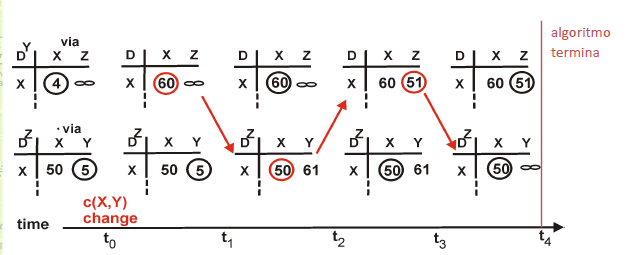 algoritmo
termina
D^Y via
X Z
X 4 ∞
D X Z
X 60 ∞
D X Z
X 60 ∞
D X Z
X 60 51
D X Z
X 60 51
D^Z via
X Y
X 50 5
D^Z X Y
X 50 5
D^Z X Y
X 50 61
D^Z X Y
X 50 61
D^Z X Y
X 50 ∞
c(X,Y)
change
time
t0 t1 t2 t3 t4